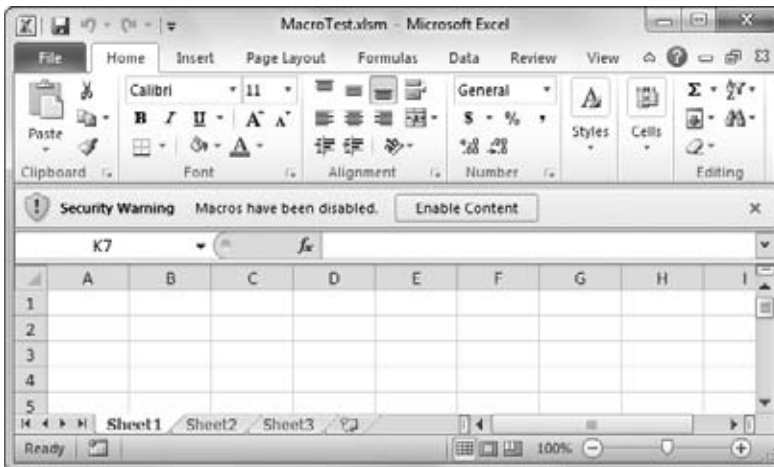 MacroTest.xlsm - Microsoft Excel
File Home Insert Page Layout Formulas Data Review View
Paste
Calibri 11
B I U A A
A
General
$ % ,
.00 .00
Styles
Cells
Σ
Clipboard Font Alignment Number Editing
Security Warning Macros have been disabled. Enable Content
K7 fx
A B C D E F G H I
1
2
3
4
5
Sheet1 Sheet2 Sheet3
Ready 100%